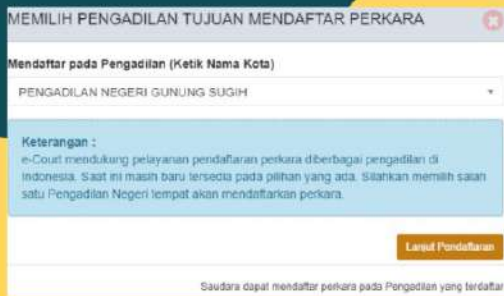 MEMILIH PENGADILAN TUJUAN MENDAFTAR PERKARA
Mendaftar pada Pengadilan (Ketik Nama Kota)
PENGADILAN NEGERI GUNUNG SUGIH
Keterangan :
e-Court mendukung pelayanan pendaftaran perkara diberbagai pengadilan di
Indonesia. Saat ini masih baru tersedia pada pilihan yang ada. Silahkan memilih salah
satu Pengadilan Negeri tempat akan mendaftarkan perkara.
Lanjut Pendaftaran
Saudara dapat mendaftar perkara pada Pengadilan yang terdaftar